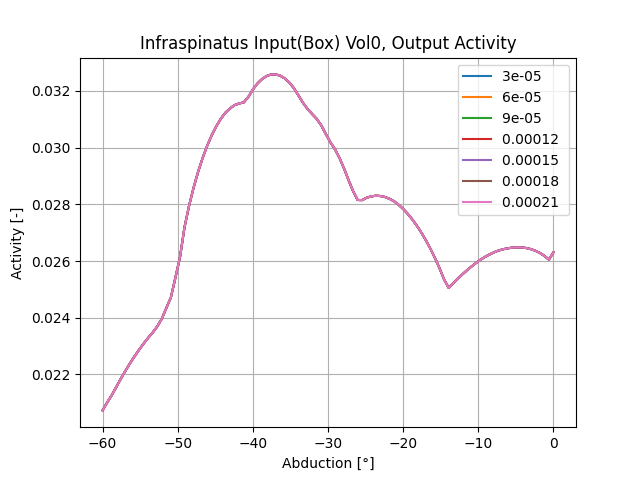 Infraspinatus Input(Box) Vol0, Output Activity
3e-05
6e-05
9e-05
0.00012
0.00015
0.00018
0.00021
Activity [-]
0.032
0.030
0.028
0.026
0.024
0.022
−60
−50
−40
−30
−20
−10
0
Abduction [°]